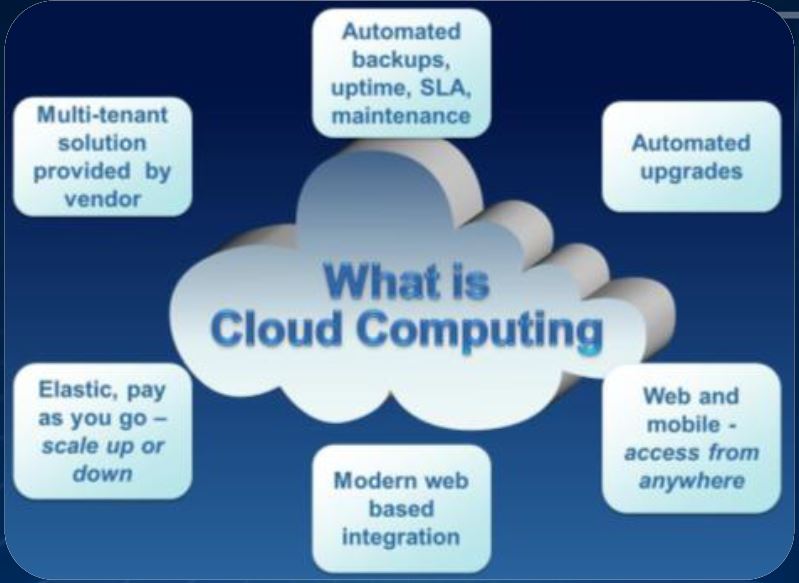 Automated
backups,
uptime, SLA,
maintenance
Multi-tenant
solution
provided by
vendor
Automated
upgrades
What is
Cloud Computing
Elastic, pay
as you go –
scale up or
down
Web and
mobile -
access from
anywhere
Modern web
based
integration